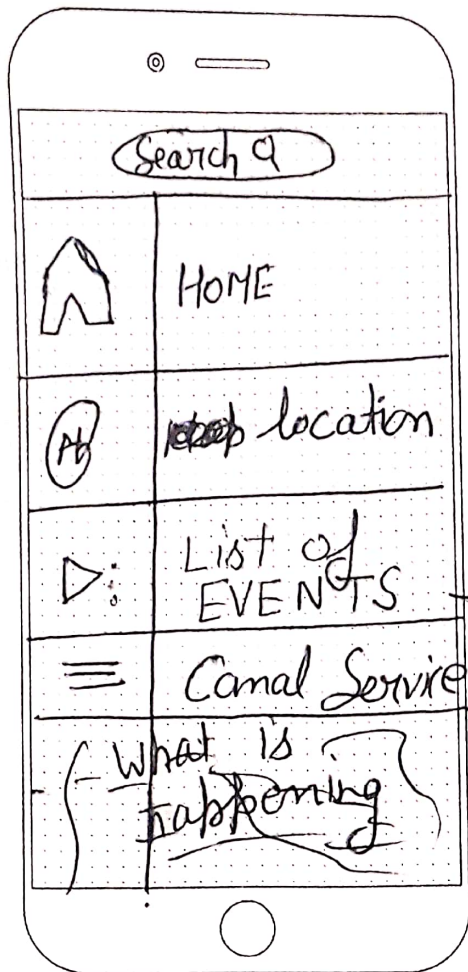 Search
HOME
location
List of
EVENTS
Canal Service
What is
happening